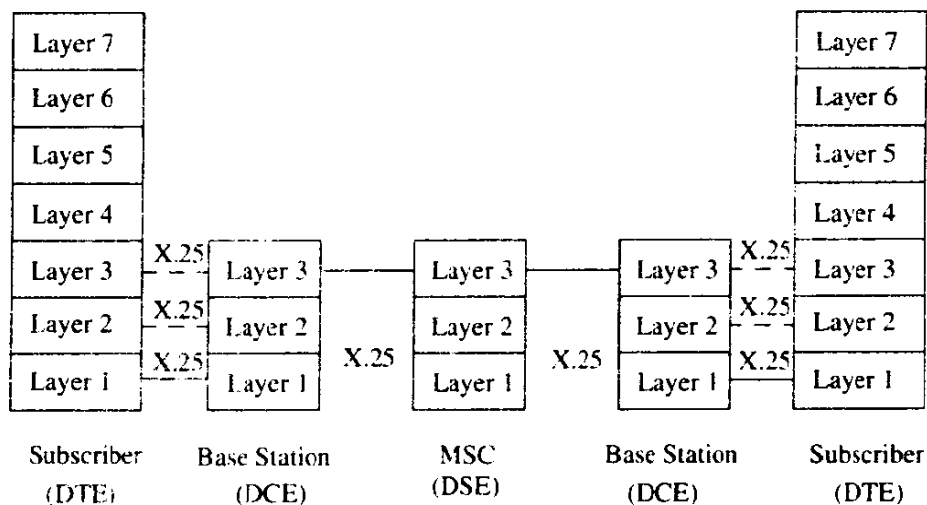 Layer 7
Layer 6
Layer 5
Layer 4
Layer 3
Layer 2
Layer 1
Subscriber
(DTE)
X.25
X.25
X.25
Layer 3
Layer 2
Layer 1
Base Station
(DCE)
X.25
Layer 3
Layer 2
Layer 1
MSC
(DSE)
X.25
Layer 3
Layer 2
Layer 1
Base Station
(DCE)
X.25
X.25
X.25
Layer 7
Layer 6
Layer 5
Layer 4
Layer 3
Layer 2
Layer 1
Subscriber
(DTE)